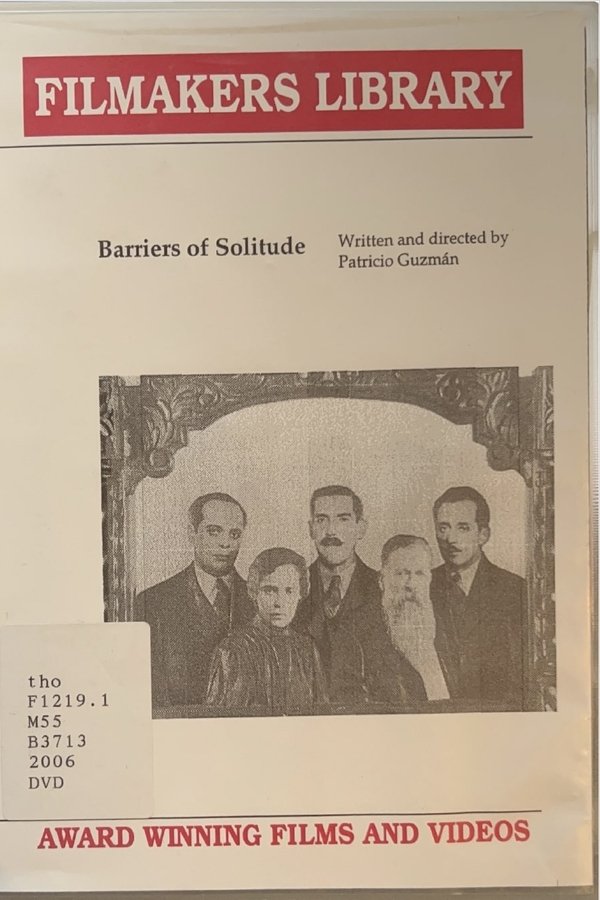 FILMAKERS LIBRARY
Barriers of Solitude
Written and directed by
Patricio Guzmán
tho
F1219.1
M55
B3713
2006
DVD
AWARD WINNING FILMS AND VIDEOS